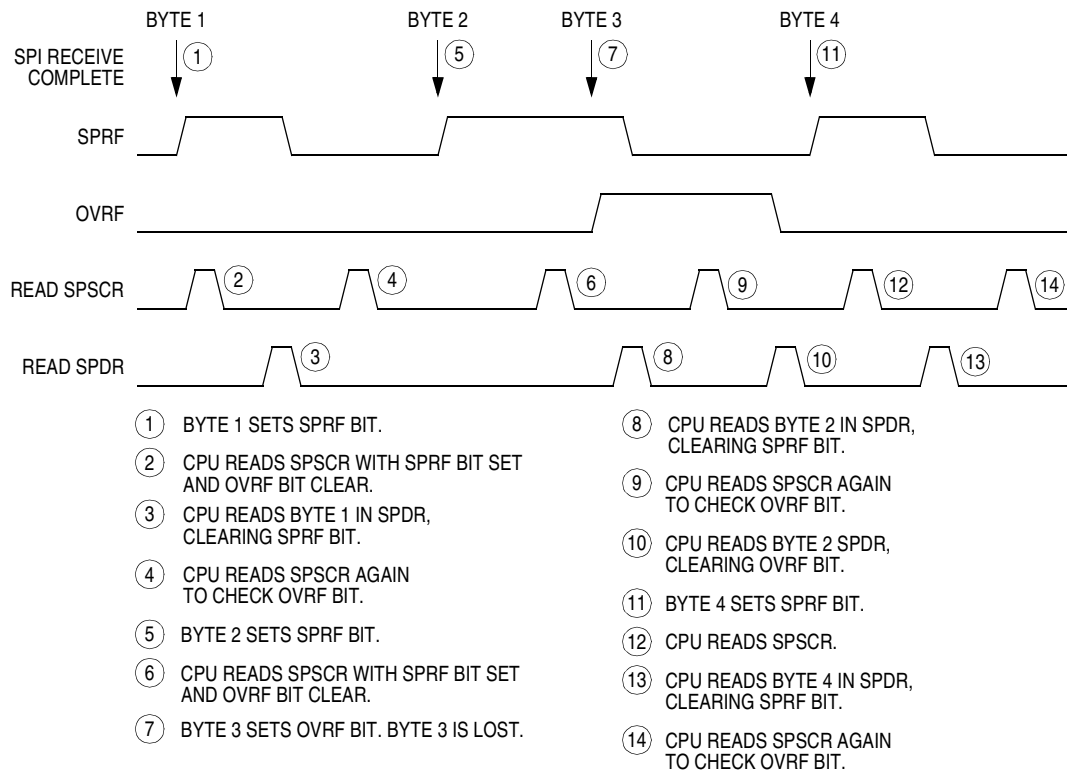 BYTE 1 BYTE 2 BYTE 3 BYTE 4
SPI RECEIVE
COMPLETE
1 5 7 11
SPRF
OVRF
READ SPSCR
2 4 6 9 12 14
READ SPDR
3 8 10 13
1 BYTE 1 SETS SPRF BIT.
2 CPU READS SPSCR WITH SPRF BIT SET
AND OVRF BIT CLEAR.
3 CPU READS BYTE 1 IN SPDR,
CLEARING SPRF BIT.
4 CPU READS SPSCR AGAIN
TO CHECK OVRF BIT.
5 BYTE 2 SETS SPRF BIT.
6 CPU READS SPSCR WITH SPRF BIT SET
AND OVRF BIT CLEAR.
7 BYTE 3 SETS OVRF BIT. BYTE 3 IS LOST.
8 CPU READS BYTE 2 IN SPDR,
CLEARING SPRF BIT.
9 CPU READS SPSCR AGAIN
TO CHECK OVRF BIT.
10 CPU READS BYTE 2 SPDR,
CLEARING OVRF BIT.
11 BYTE 4 SETS SPRF BIT.
12 CPU READS SPSCR.
13 CPU READS BYTE 4 IN SPDR,
CLEARING SPRF BIT.
14 CPU READS SPSCR AGAIN
TO CHECK OVRF BIT.